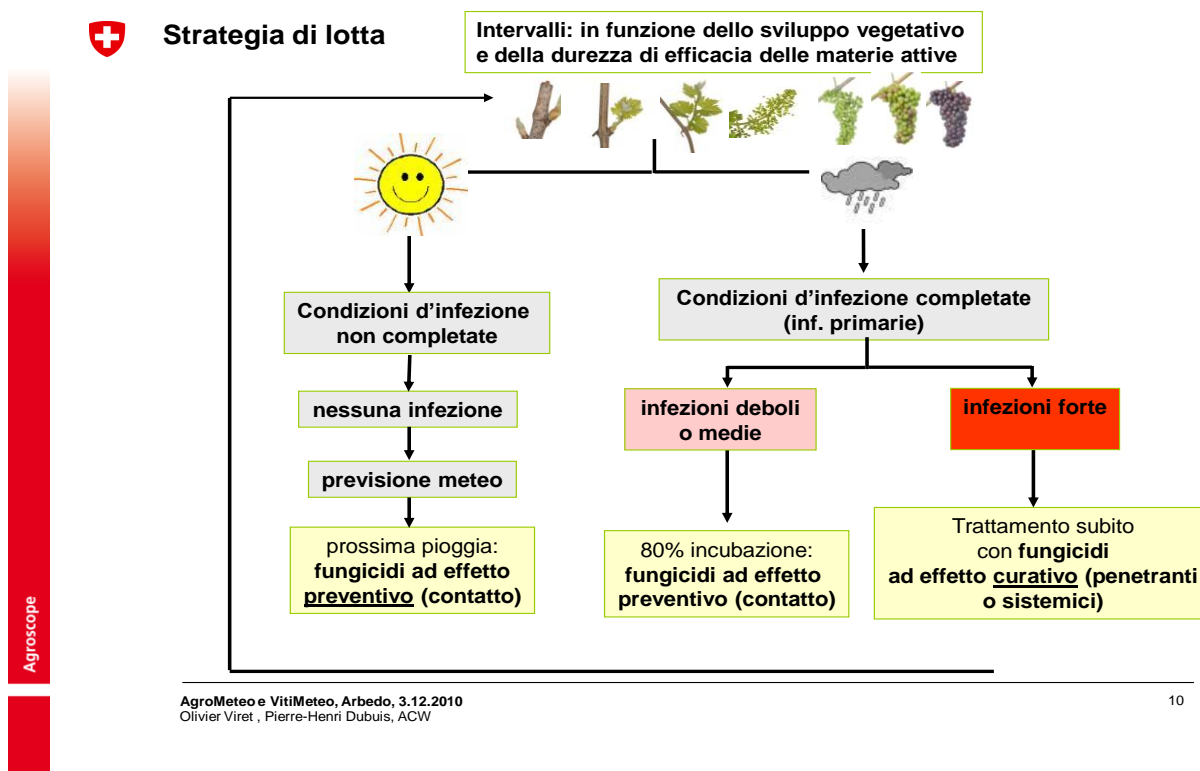 Strategia di lotta
Intervalli: in funzione dello sviluppo vegetativo
e della durezza di efficacia delle materie attive
Condizioni d'infezione
non completate
Condizioni d'infezione completate
(inf. primarie)
nessuna infezione
infezioni deboli
o medie
infezioni forte
previsione meteo
prossima pioggia:
fungicidi ad effetto
preventivo (contatto)
80% incubazione:
fungicidi ad effetto
preventivo (contatto)
Trattamento subito
con fungicidi
ad effetto curativo (penetranti
o sistemici)
Agroscope
AgroMeteo e VitiMeteo, Arbedo, 3.12.2010
Olivier Viret , Pierre-Henri Dubuis, ACW
10